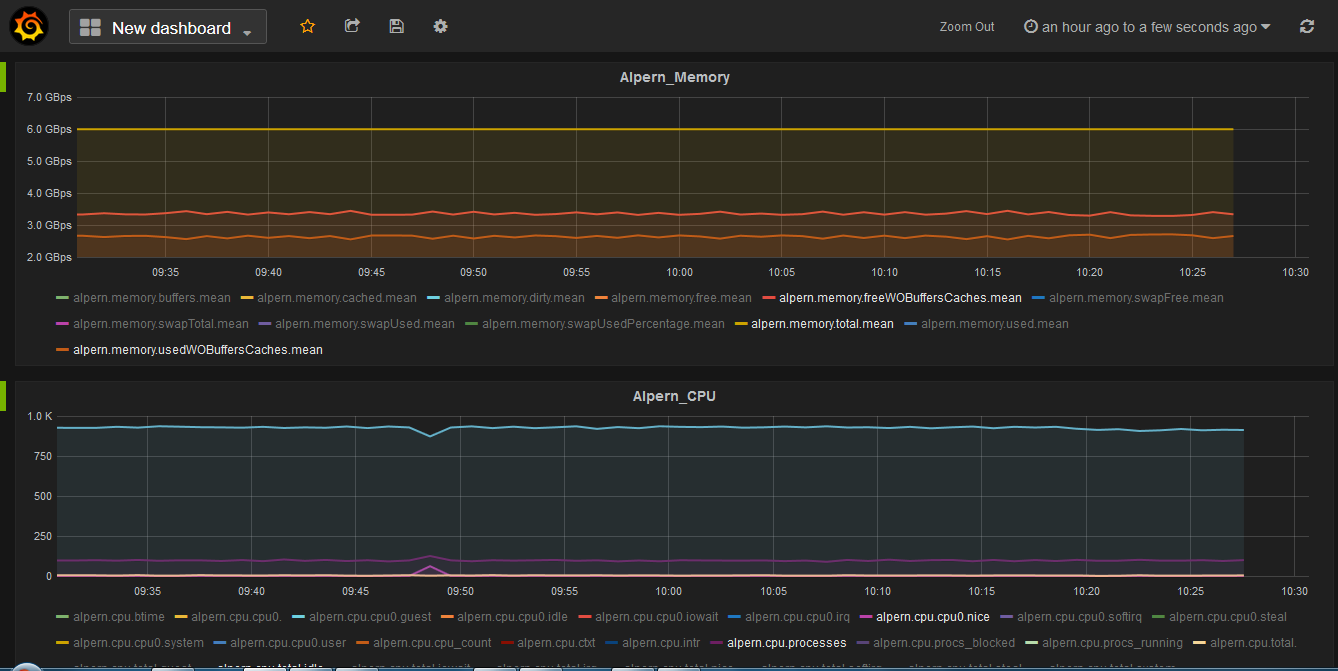 New dashboard Zoom Out an hour ago to a few seconds ago
Alpern_Memory
7.0 GBps
6.0 GBps
5.0 GBps
4.0 GBps
3.0 GBps
2.0 GBps
09:35 09:40 09:45 09:50 09:55 10:00 10:05 10:10 10:15 10:20 10:25 10:30
alpern.memory.buffers.mean alpern.memory.cached.mean alpern.memory.dirty.mean alpern.memory.free.mean alpern.memory.freeWOBuffersCaches.mean alpern.memory.swapFree.mean
alpern.memory.swapTotal.mean alpern.memory.swapUsed.mean alpern.memory.swapUsedPercentage.mean alpern.memory.total.mean alpern.memory.used.mean
alpern.memory.usedWOBuffersCaches.mean
Alpern_CPU
1.0 K
750
500
250
0
09:35 09:40 09:45 09:50 09:55 10:00 10:05 10:10 10:15 10:20 10:25 10:30
alpern.cpu.btime alpern.cpu.cpu0. alpern.cpu.cpu0.guest alpern.cpu.cpu0.idle alpern.cpu.cpu0.iowait alpern.cpu.cpu0.irq alpern.cpu.cpu0.nice alpern.cpu.cpu0.softirq alpern.cpu.cpu0.steal
alpern.cpu.cpu0.system alpern.cpu.cpu0.user alpern.cpu.cpu_count alpern.cpu.ctxt alpern.cpu.intr alpern.cpu.processes alpern.cpu.procs_blocked alpern.cpu.procs_running alpern.cpu.total.